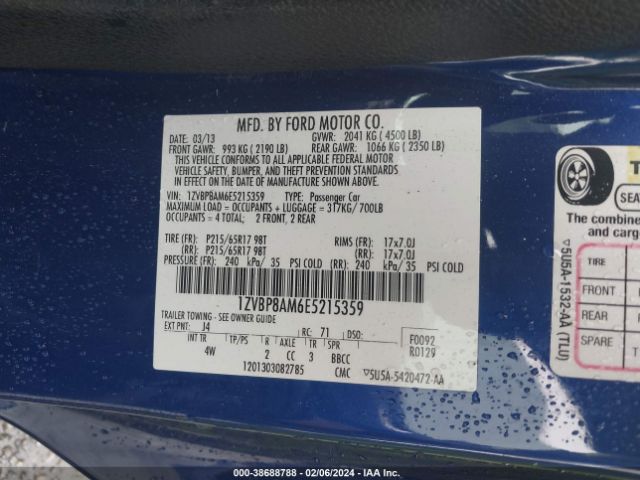 MFD. BY FORD MOTOR CO.
DATE: 03/13 GVWR: 2041 KG ( 4500 LB)
FRONT GAWR: 993 KG ( 2190 LB) REAR GAWR: 1066 KG ( 2350 LB)
THIS VEHICLE CONFORMS TO ALL APPLICABLE FEDERAL MOTOR
VEHICLE SAFETY, BUMPER, AND THEFT PREVENTION STANDARDS
IN EFFECT ON THE DATE OF MANUFACTURE SHOWN ABOVE.
VIN: 1ZVBP8AM6E5215359 TYPE: Passenger Car
MAXIMUM LOAD = OCCUPANTS + LUGGAGE = 317KG/ 700LB
OCCUPANTS = 4 TOTAL; 2 FRONT, 2 REAR
TIRE (FR): P215/65R17 98T RIMS (FR): 17x7.0J
(RR): P215/65R17 98T (RR): 17x7.0J
PRESSURE (FR): 240 kPa/ 35 PSI COLD (RR): 240 kPa/ 35 PSI COLD
1ZVBP8AM6E5215359
TRAILER TOWING - SEE OWNER GUIDE
EXT PNT: J4 RC: 71 DSO: F0092
INT TR TP/PS R AXLE TR SPR R0129
4W 2 CC 3 BBCC
1201303082785 CMC 5U5A-5420472-AA
5U5A-1532-AA (TLU)
SEA
The combine
and cargo
TIRE
FRONT
REAR
SPARE
(C) 38688788 - 02/06/2024 - IAA Inc.